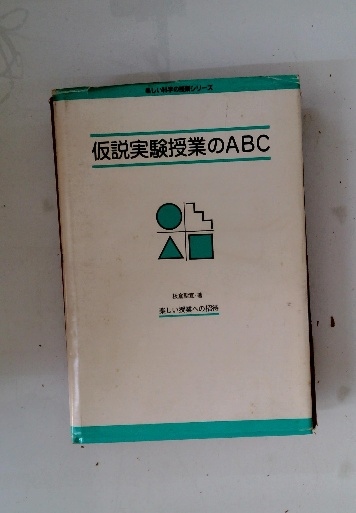 楽しい科学の授業シリーズ
仮説実験授業のABC
板倉聖宣・著
楽しい授業への招待